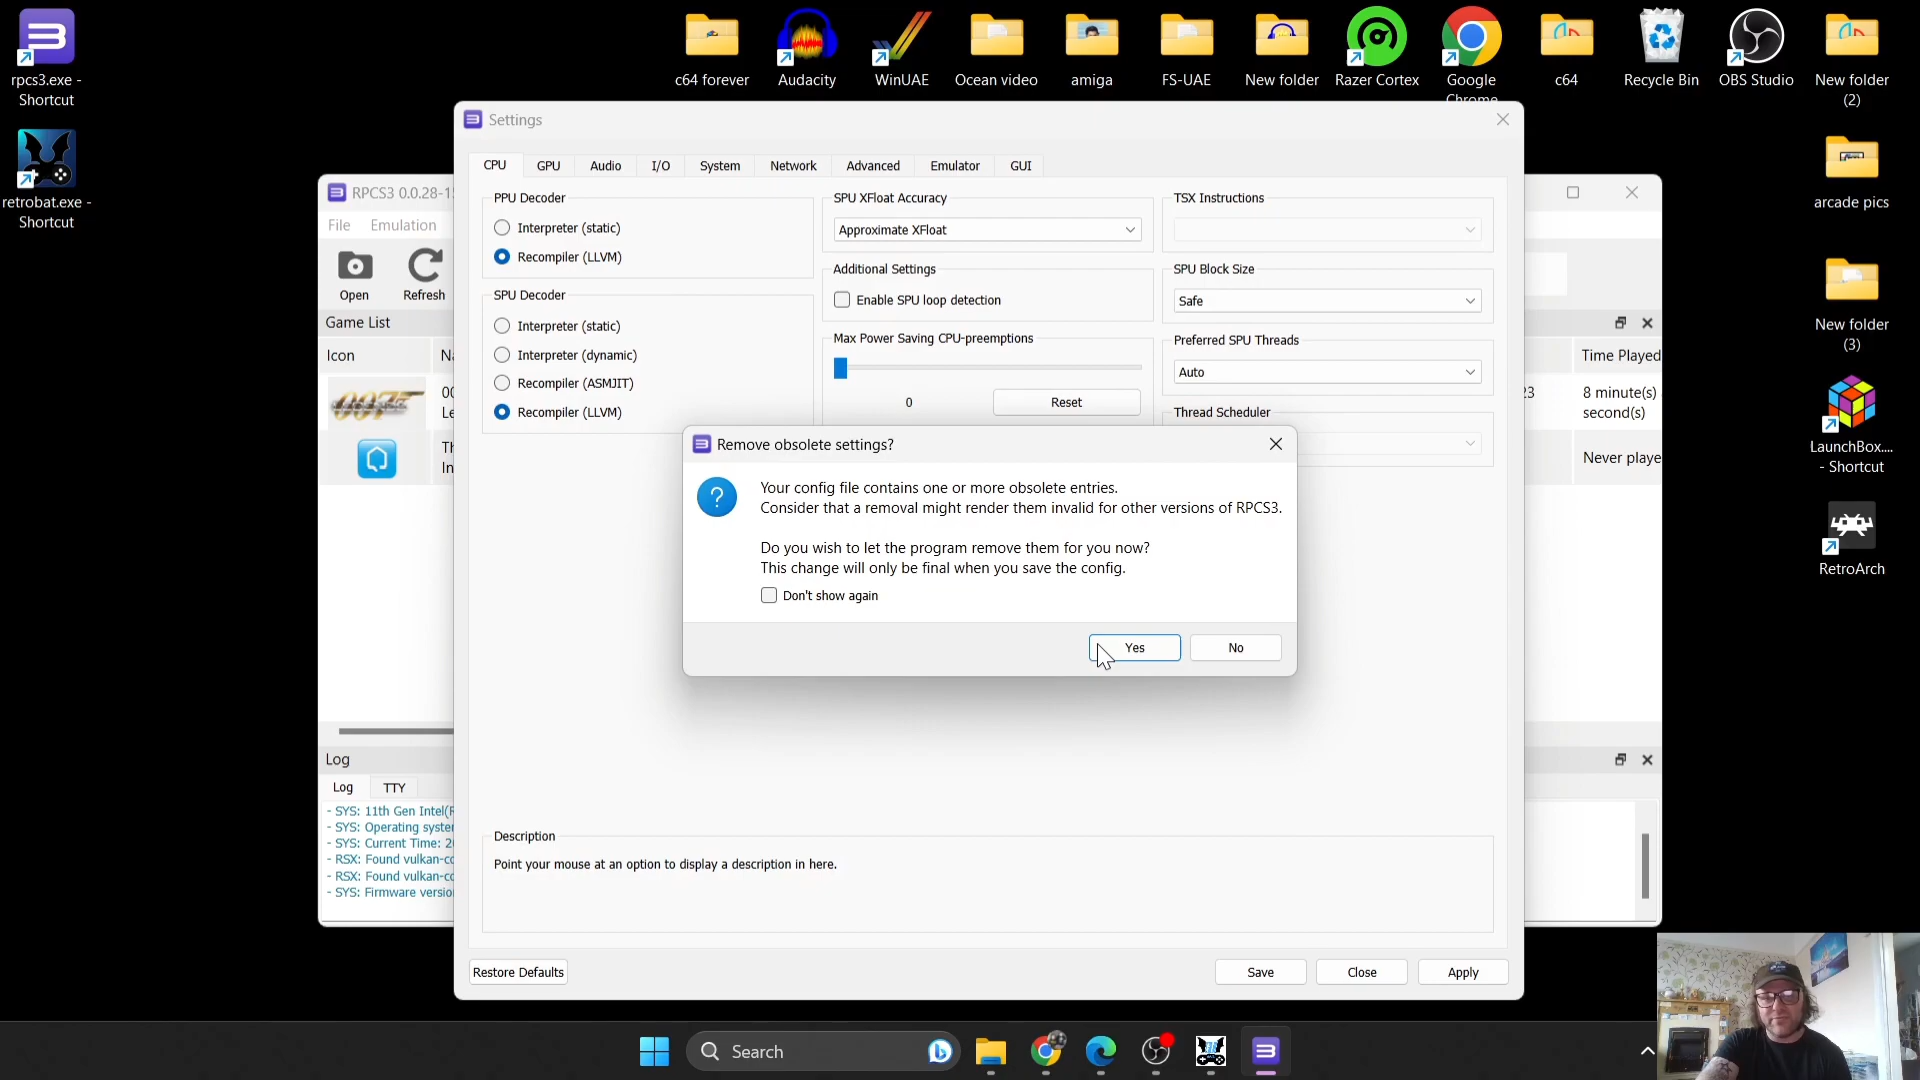 rpcs3.exe -
Shortcut
retrobat.exe -
Shortcut
c64 forever
Audacity
WinUAE
Ocean video
amiga
FS-UAE
New folder
Razer Cortex
Google
Chrome
c64
Recycle Bin
OBS Studio
New folder
(2)
arcade pics
New folder
(3)
LaunchBox....
- Shortcut
RetroArch
RPCS3 0.0.28-1
File
Emulation
Open
Refresh
Game List
Icon
Time Played
007
8 minute(s)
second(s)
Never playe
Log
Log
TTY
- SYS: 11th Gen Intel(
- SYS: Operating syste
- SYS: Current Time: 2
- RSX: Found vulkan-c
- RSX: Found vulkan-c
- SYS: Firmware versio
Settings
CPU
GPU
Audio
I/O
System
Network
Advanced
Emulator
GUI
PPU Decoder
Interpreter (static)
Recompiler (LLVM)
SPU Decoder
Interpreter (static)
Interpreter (dynamic)
Recompiler (ASMJIT)
Recompiler (LLVM)
SPU XFloat Accuracy
Approximate XFloat
Additional Settings
Enable SPU loop detection
Max Power Saving CPU-preemptions
0
Reset
TSX Instructions
SPU Block Size
Safe
Preferred SPU Threads
Auto
Thread Scheduler
Remove obsolete settings?
Your config file contains one or more obsolete entries.
Consider that a removal might render them invalid for other versions of RPCS3.
Do you wish to let the program remove them for you now?
This change will only be final when you save the config.
Don't show again
Yes
No
Description
Point your mouse at an option to display a description in here.
Restore Defaults
Save
Close
Apply
Search